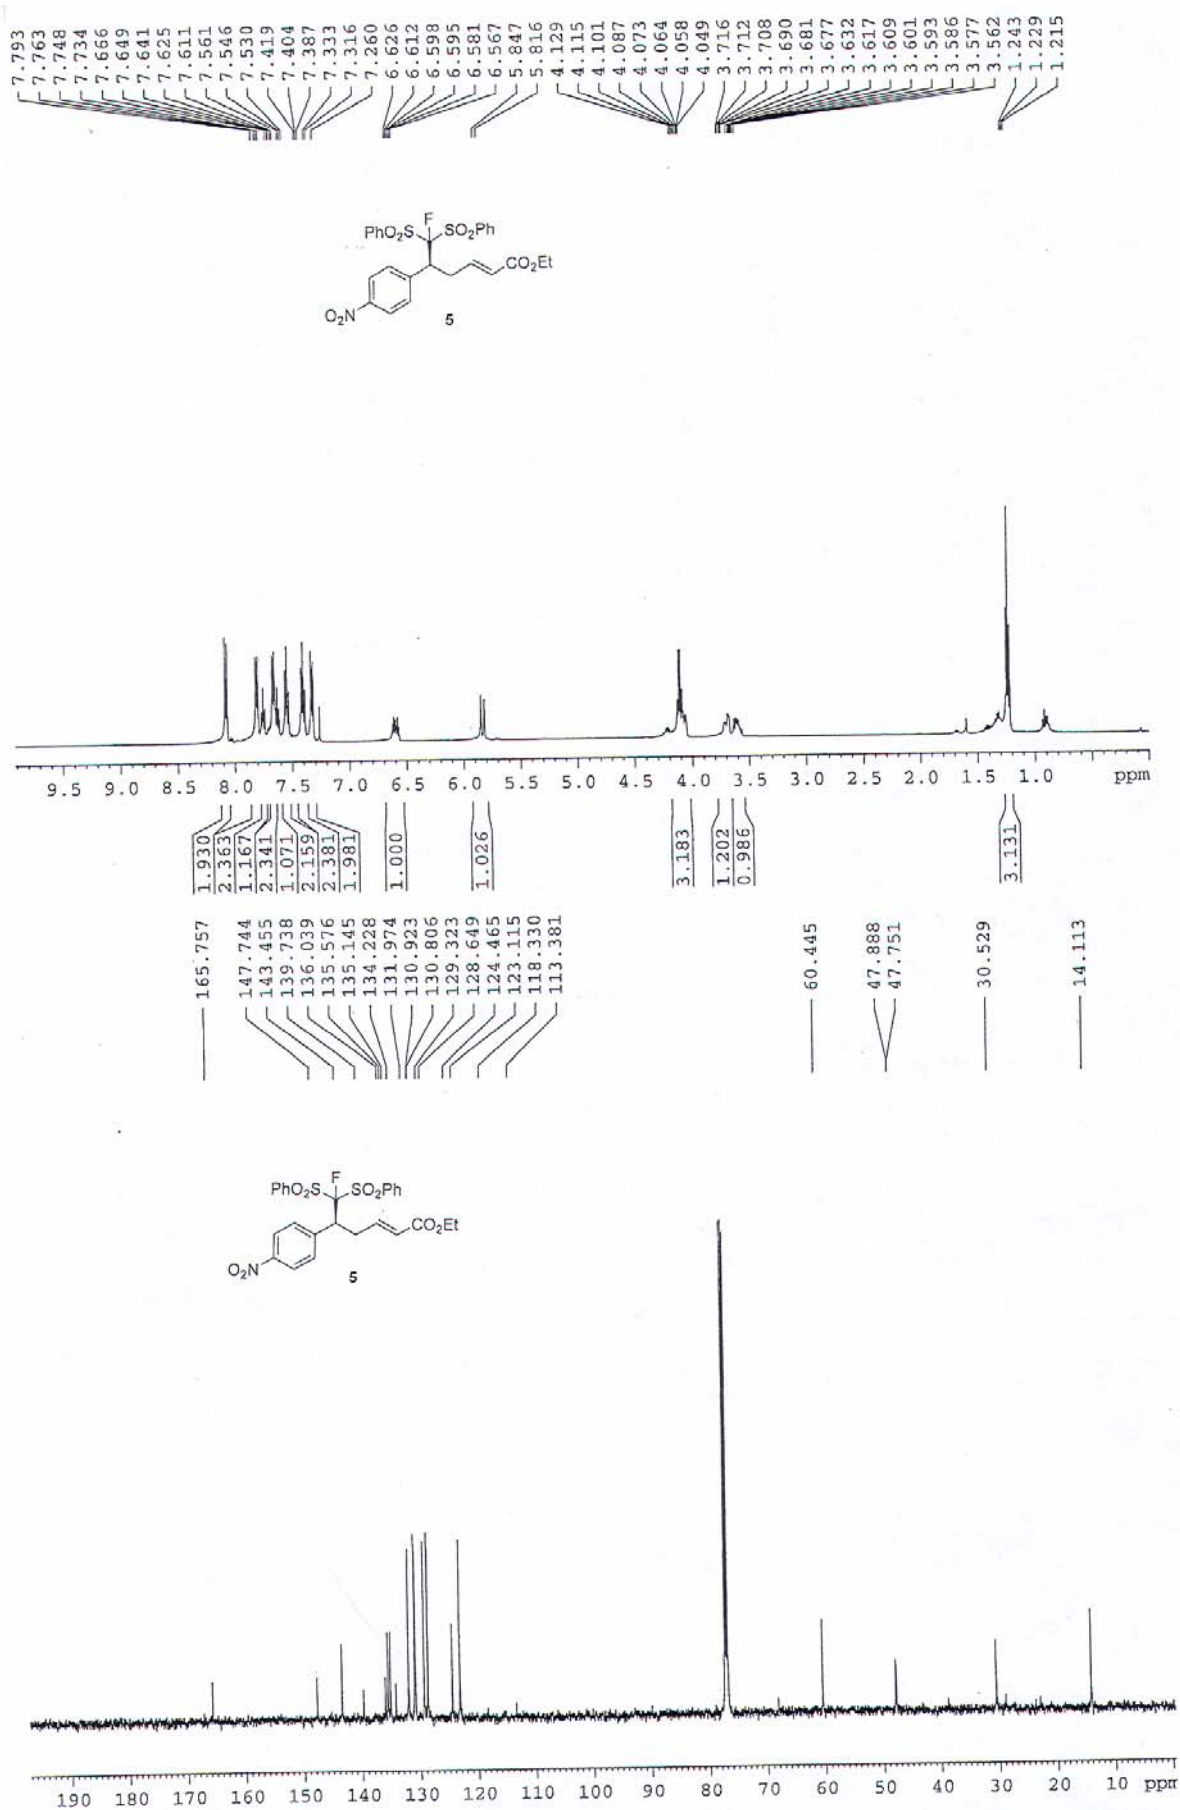 7.793 7.763 7.748 7.734 7.666 7.649 7.641 7.625 7.611 7.561 7.546 7.530 7.419 7.404 7.387 7.333 7.316 7.260 6.626 6.612 6.598 6.595 6.581 6.567 5.847 5.816 4.129 4.115 4.101 4.087 4.073 4.064 4.058 4.049 3.716 3.712 3.708 3.690 3.681 3.677 3.632 3.617 3.609 3.601 3.593 3.586 3.577 3.562 1.243 1.229 1.215
F
PhO2S SO2Ph
CO2Et
O2N
5
9.5 9.0 8.5 8.0 7.5 7.0 6.5 6.0 5.5 5.0 4.5 4.0 3.5 3.0 2.5 2.0 1.5 1.0 ppm
1.930 2.363 1.167 2.341 1.071 2.159 2.381 1.981 1.000 1.026 3.183 1.202 0.986 3.131
165.757 147.744 143.455 139.738 136.039 135.576 135.145 134.228 131.974 130.923 130.806 129.323 128.649 124.465 123.115 118.330 113.381 60.445 47.888 47.751 30.529 14.113
F
PhO2S SO2Ph
CO2Et
O2N
5
190 180 170 160 150 140 130 120 110 100 90 80 70 60 50 40 30 20 10 ppm